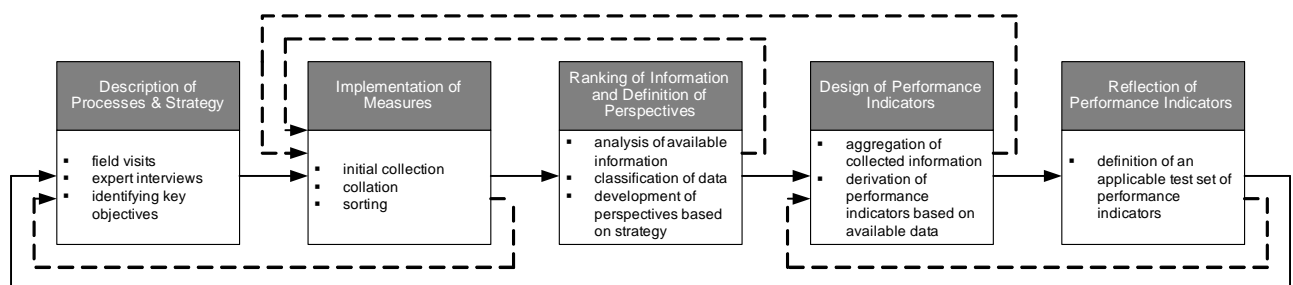 Description of
Processes & Strategy
▪ field visits
▪ expert interviews
▪ identifying key
objectives
Implementation of
Measures
▪ initial collection
▪ collation
▪ sorting
Ranking of Information
and Definition of
Perspectives
▪ analysis of available
information
▪ classification of data
▪ development of
perspectives based
on strategy
Design of Performance
Indicators
▪ aggregation of
collected information
▪ derivation of
performance
indicators based on
available data
Reflection of
Performance Indicators
▪ definition of an
applicable test set of
performance
indicators